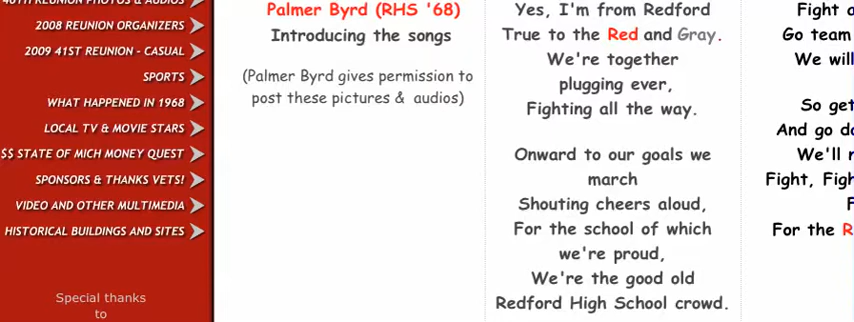 40TH REUNION PHOTOS & AUDIOS
2008 REUNION ORGANIZERS
2009 41ST REUNION - CASUAL
SPORTS
WHAT HAPPENED IN 1968
LOCAL TV & MOVIE STARS
$$ STATE OF MICH MONEY QUEST
SPONSORS & THANKS VETS!
VIDEO AND OTHER MULTIMEDIA
HISTORICAL BUILDINGS AND SITES
Special thanks
to
Palmer Byrd (RHS '68)
Introducing the songs
(Palmer Byrd gives permission to
post these pictures & audios)
Yes, I'm from Redford
True to the Red and Gray.
We're together
plugging ever,
Fighting all the way.
Onward to our goals we
march
Shouting cheers aloud,
For the school of which
we're proud,
We're the good old
Redford High School crowd.
Fight
Go team
We will
So get
And go
We'll
Fight,
For the